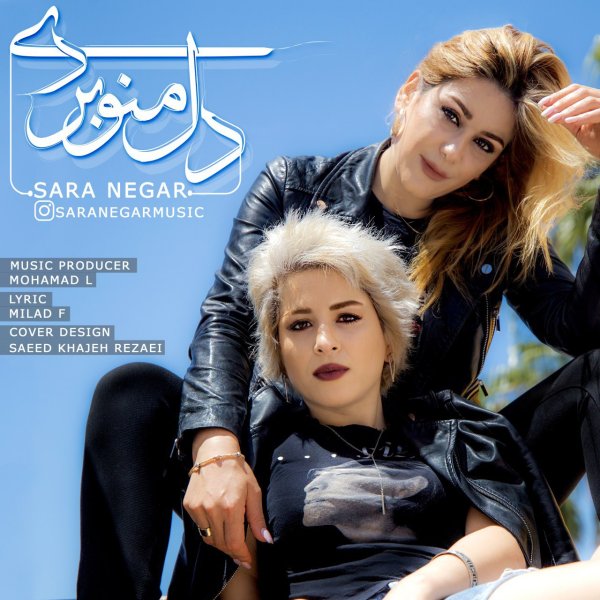 دل منو بردی
SARA NEGAR
SARANEGARMUSIC
MUSIC PRODUCER
MOHAMAD L
LYRIC
MILAD F
COVER DESIGN
SAEED KHAJEH REZAEI